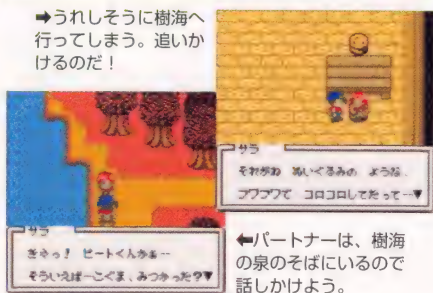 ➡うれしそうに樹海へ
行ってしまう。追いか
けるのだ！
サラ
それがね ぬいぐるみの ような、
フワフワで コロコロしてたって…▼
サラ
きゃっ！ ビートくんかぁ…
そういえばーこぐま、みつかった？▼
⬅パートナーは、樹海
の泉のそばにいるので
話しかけよう。